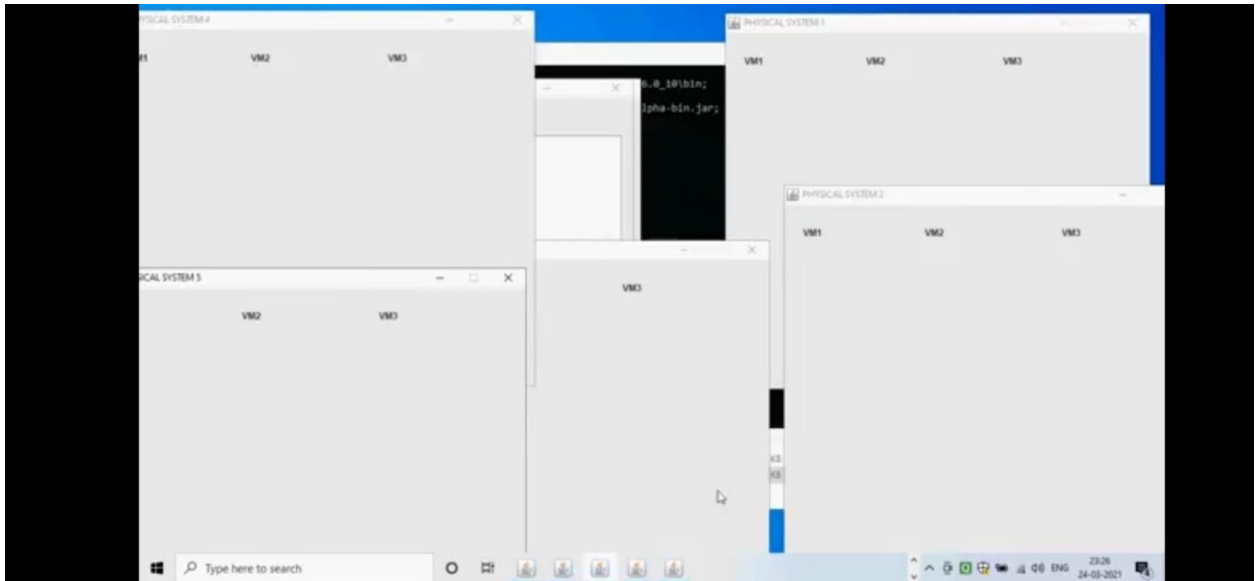 PHYSICAL SYSTEM 4
VM2
VM3
PHYSICAL SYSTEM 1
VM1
VM2
VM3
6.0_10\bin;
lpha-bin.jar;
PHYSICAL SYSTEM 2
VM1
VM2
VM3
VM3
ICAL SYSTEM 5
VM2
VM3
KB
KB
Type here to search
ENG
23:26
24-03-2021